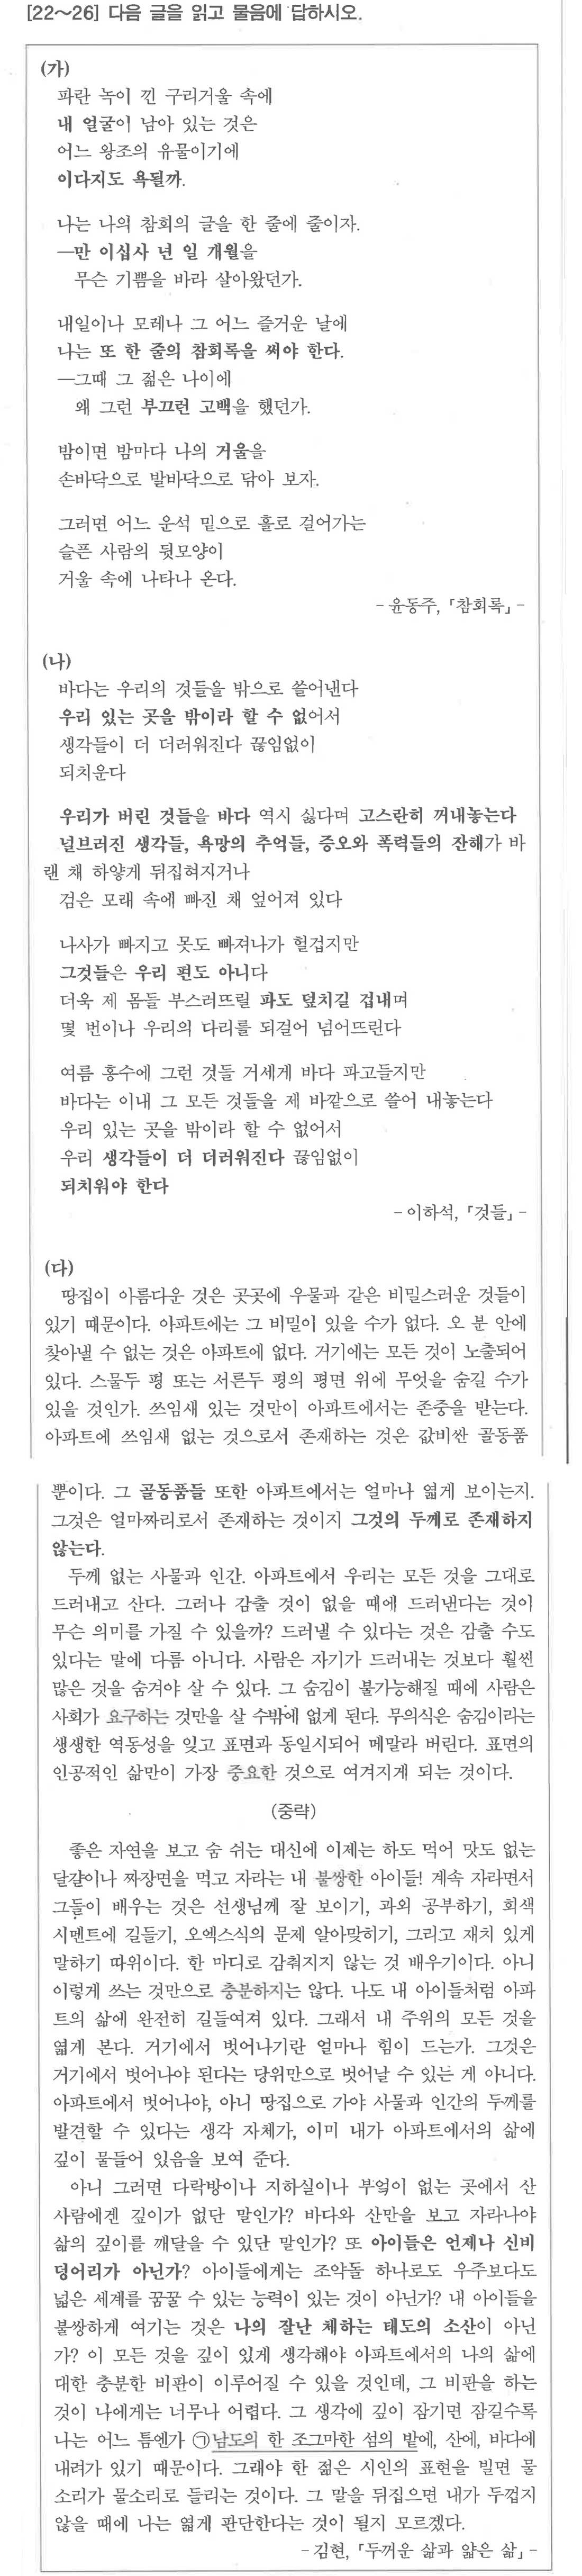 [22~26] 다음 글을 읽고 물음에 답하시오.
(가)
파란 녹이 낀 구리거울 속에
내 얼굴이 남아 있는 것은
어느 왕조의 유물이기에
이다지도 욕될까.
나는 나의 참회의 글을 한 줄에 줄이자.
―만 이십사 년 일 개월을
무슨 기쁨을 바라 살아왔던가.
내일이나 모레나 그 어느 즐거운 날에
나는 또 한 줄의 참회록을 써야 한다.
―그때 그 젊은 나이에
왜 그런 부끄런 고백을 했던가.
밤이면 밤마다 나의 거울을
손바닥으로 발바닥으로 닦아 보자.
그러면 어느 운석 밑으로 홀로 걸어가는
슬픈 사람의 뒷모양이
거울 속에 나타나 온다.
- 윤동주, 「참회록」 -
(나)
바다는 우리의 것들을 밖으로 쓸어낸다
우리 있는 곳을 밖이라 할 수 없어서
생각들이 더 더러워진다 끊임없이
되치운다
우리가 버린 것들을 바다 역시 싫다며 고스란히 꺼내놓는다
널브러진 생각들, 욕망의 추억들, 증오와 폭력들의 잔해가 바
랜 채 하얗게 뒤집혀지거나
검은 모래 속에 빠진 채 엎어져 있다
나사가 빠지고 못도 빠져나가 헐겁지만
그것들은 우리 편도 아니다
더욱 제 몸들 부스러뜨릴 파도 덮치길 겁내며
몇 번이나 우리의 다리를 되걸어 넘어뜨린다
여름 홍수에 그런 것들 거세게 바다 파고들지만
바다는 이내 그 모든 것들을 제 바깥으로 쓸어 내놓는다
우리 있는 곳을 밖이라 할 수 없어서
우리 생각들이 더 더러워진다 끊임없이
되치워야 한다
- 이하석, 「것들」 -
(다)
땅집이 아름다운 것은 곳곳에 우물과 같은 비밀스러운 것들이
있기 때문이다. 아파트에는 그 비밀이 있을 수가 없다. 오 분 안에
찾아낼 수 없는 것은 아파트에 없다. 거기에는 모든 것이 노출되어
있다. 스물두 평 또는 서른두 평의 평면 위에 무엇을 숨길 수가
있을 것인가. 쓰임새 있는 것만이 아파트에서는 존중을 받는다.
아파트에 쓰임새 없는 것으로서 존재하는 것은 값비싼 골동품
뿐이다. 그 골동품들 또한 아파트에서는 얼마나 엷게 보이는지.
그것은 얼마짜리로서 존재하는 것이지 그것의 두께로 존재하지
않는다.
두께 없는 사물과 인간. 아파트에서 우리는 모든 것을 그대로
드러내고 산다. 그러나 감출 것이 없을 때에 드러낸다는 것이
무슨 의미를 가질 수 있을까? 드러낼 수 있다는 것은 감출 수도
있다는 말에 다름 아니다. 사람은 자기가 드러내는 것보다 훨씬
많은 것을 숨겨야 살 수 있다. 그 숨김이 불가능해질 때에 사람은
사회가 요구하는 것만을 살 수밖에 없게 된다. 무의식은 숨김이라는
생생한 역동성을 잊고 표면과 동일시되어 메말라 버린다. 표면의
인공적인 삶만이 가장 중요한 것으로 여겨지게 되는 것이다.
(중략)
좋은 자연을 보고 숨 쉬는 대신에 이제는 하도 먹어 맛도 없는
달걀이나 짜장면을 먹고 자라는 내 불쌍한 아이들! 계속 자라면서
그들이 배우는 것은 선생님께 잘 보이기, 과외 공부하기, 회색
시멘트에 길들기, 오엑스식의 문제 알아맞히기, 그리고 재치 있게
말하기 따위이다. 한 마디로 감춰지지 않는 것 배우기이다. 아니
이렇게 쓰는 것만으로 충분하지는 않다. 나도 내 아이들처럼 아파
트의 삶에 완전히 길들여져 있다. 그래서 내 주위의 모든 것을
엷게 본다. 거기에서 벗어나기란 얼마나 힘이 드는가. 그것은
거기에서 벗어나야 된다는 당위만으로 벗어날 수 있는 게 아니다.
아파트에서 벗어나야, 아니 땅집으로 가야 사물과 인간의 두께를
발견할 수 있다는 생각 자체가, 이미 내가 아파트에서의 삶에
깊이 물들어 있음을 보여 준다.
아니 그러면 다락방이나 지하실이나 부엌이 없는 곳에서 산
사람에겐 깊이가 없단 말인가? 바다와 산만을 보고 자라나야
삶의 깊이를 깨달을 수 있단 말인가? 또 아이들은 언제나 신비
덩어리가 아닌가? 아이들에게는 조약돌 하나로도 우주보다도
넓은 세계를 꿈꿀 수 있는 능력이 있는 것이 아닌가? 내 아이들을
불쌍하게 여기는 것은 나의 잘난 체하는 태도의 소산이 아닌
가? 이 모든 것을 깊이 있게 생각해야 아파트에서의 나의 삶에
대한 충분한 비판이 이루어질 수 있을 것인데, 그 비판을 하는
것이 나에게는 너무나 어렵다. 그 생각에 깊이 잠기면 잠길수록
나는 어느 틈엔가 ㉠남도의 한 조그마한 섬의 밭에, 산에, 바다에
내려가 있기 때문이다. 그래야 한 젊은 시인의 표현을 빌면 물
소리가 물소리로 들리는 것이다. 그 말을 뒤집으면 내가 두껍지
않을 때에 나는 엷게 판단한다는 것이 될지 모르겠다.
- 김현, 「두꺼운 삶과 얇은 삶」 -